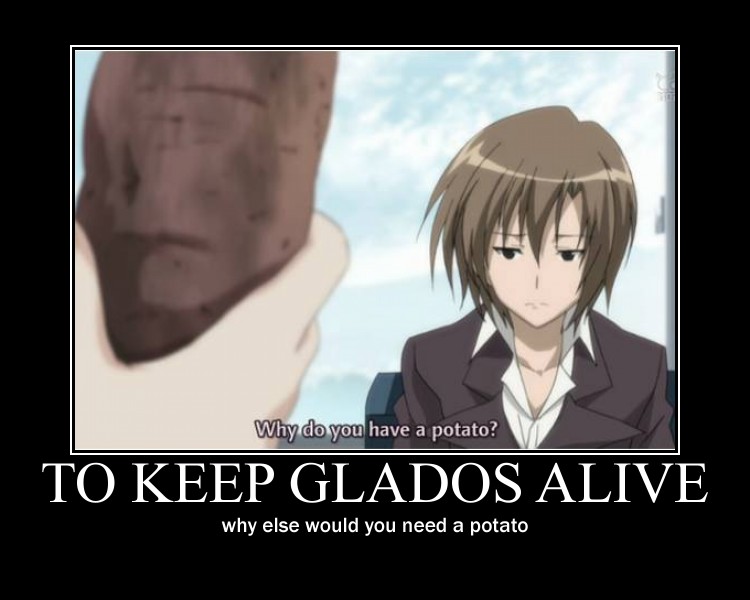 Why do you have a potato?
TO KEEP GLADOS ALIVE
why else would you need a potato